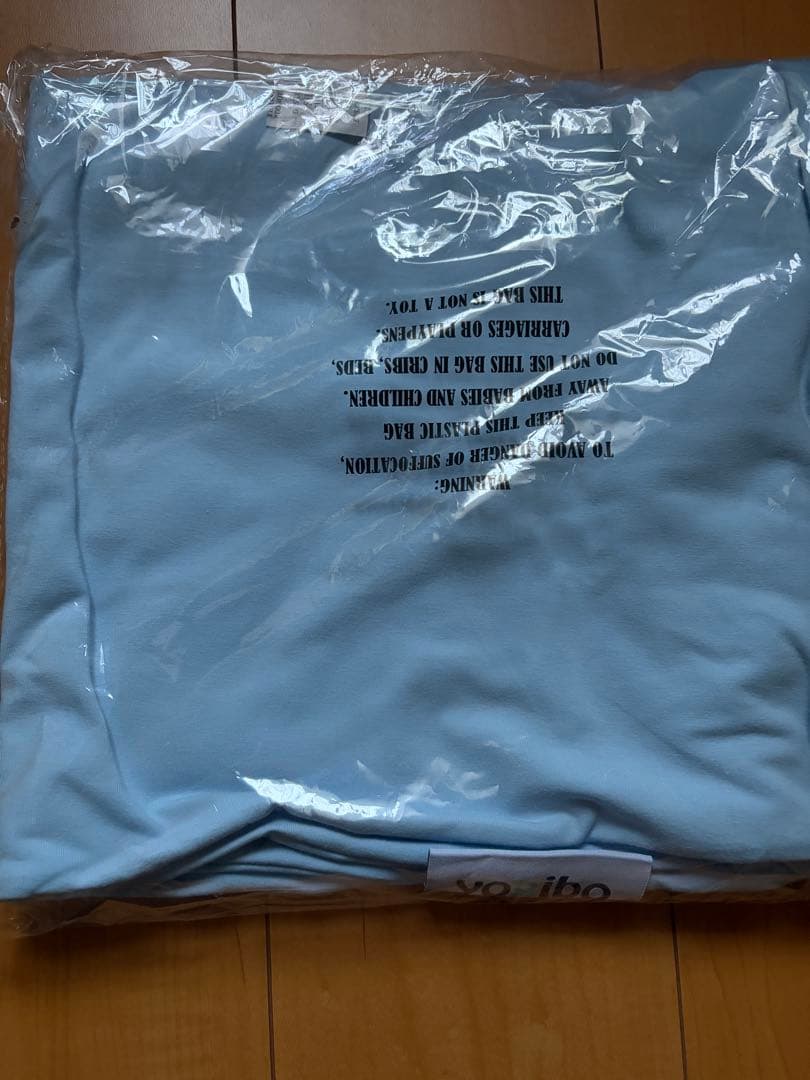 WARNING:
TO AVOID DANGER OF SUFFOCATION,
KEEP THIS PLASTIC BAG
AWAY FROM BABIES AND CHILDREN.
DO NOT USE THIS BAG IN CRIBS, BEDS,
CARRIAGES OR PLAYPENS.
THIS BAG IS NOT A TOY.
yogibo